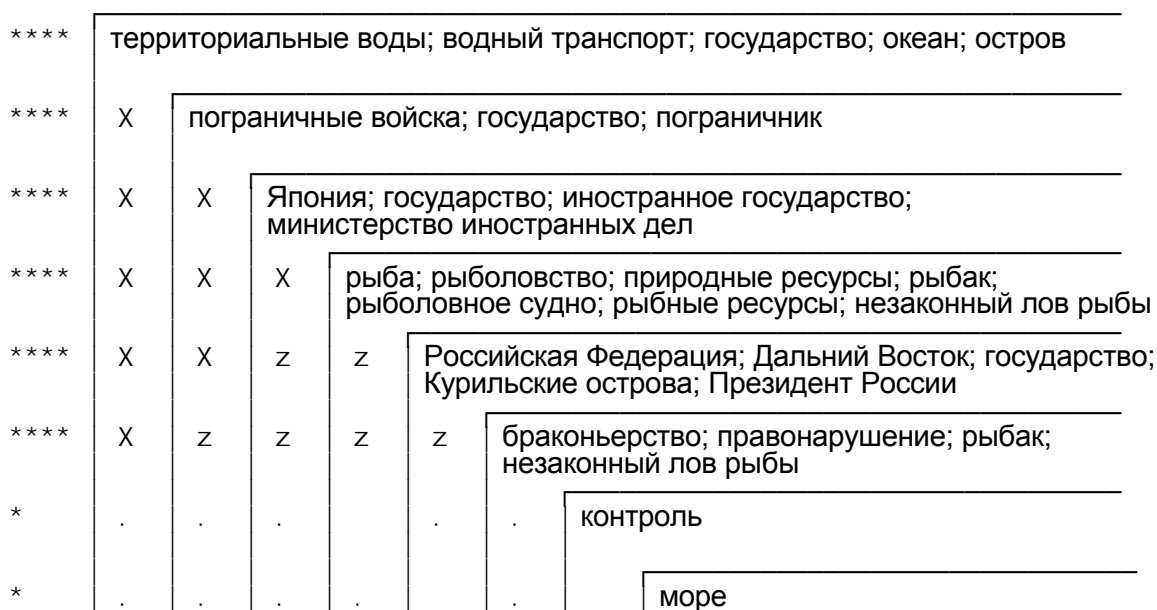 **** территориальные воды; водный транспорт; государство; океан; остров
**** X пограничные войска; государство; пограничник
**** X X Япония; государство; иностранное государство;
министерство иностранных дел
**** X X X рыба; рыболовство; природные ресурсы; рыбак;
рыболовное судно; рыбные ресурсы; незаконный лов рыбы
**** X X z z Российская Федерация; Дальний Восток; государство;
Курильские острова; Президент России
**** X z z z z браконьерство; правонарушение; рыбак;
незаконный лов рыбы
* . . . . . контроль
* . . . . . море